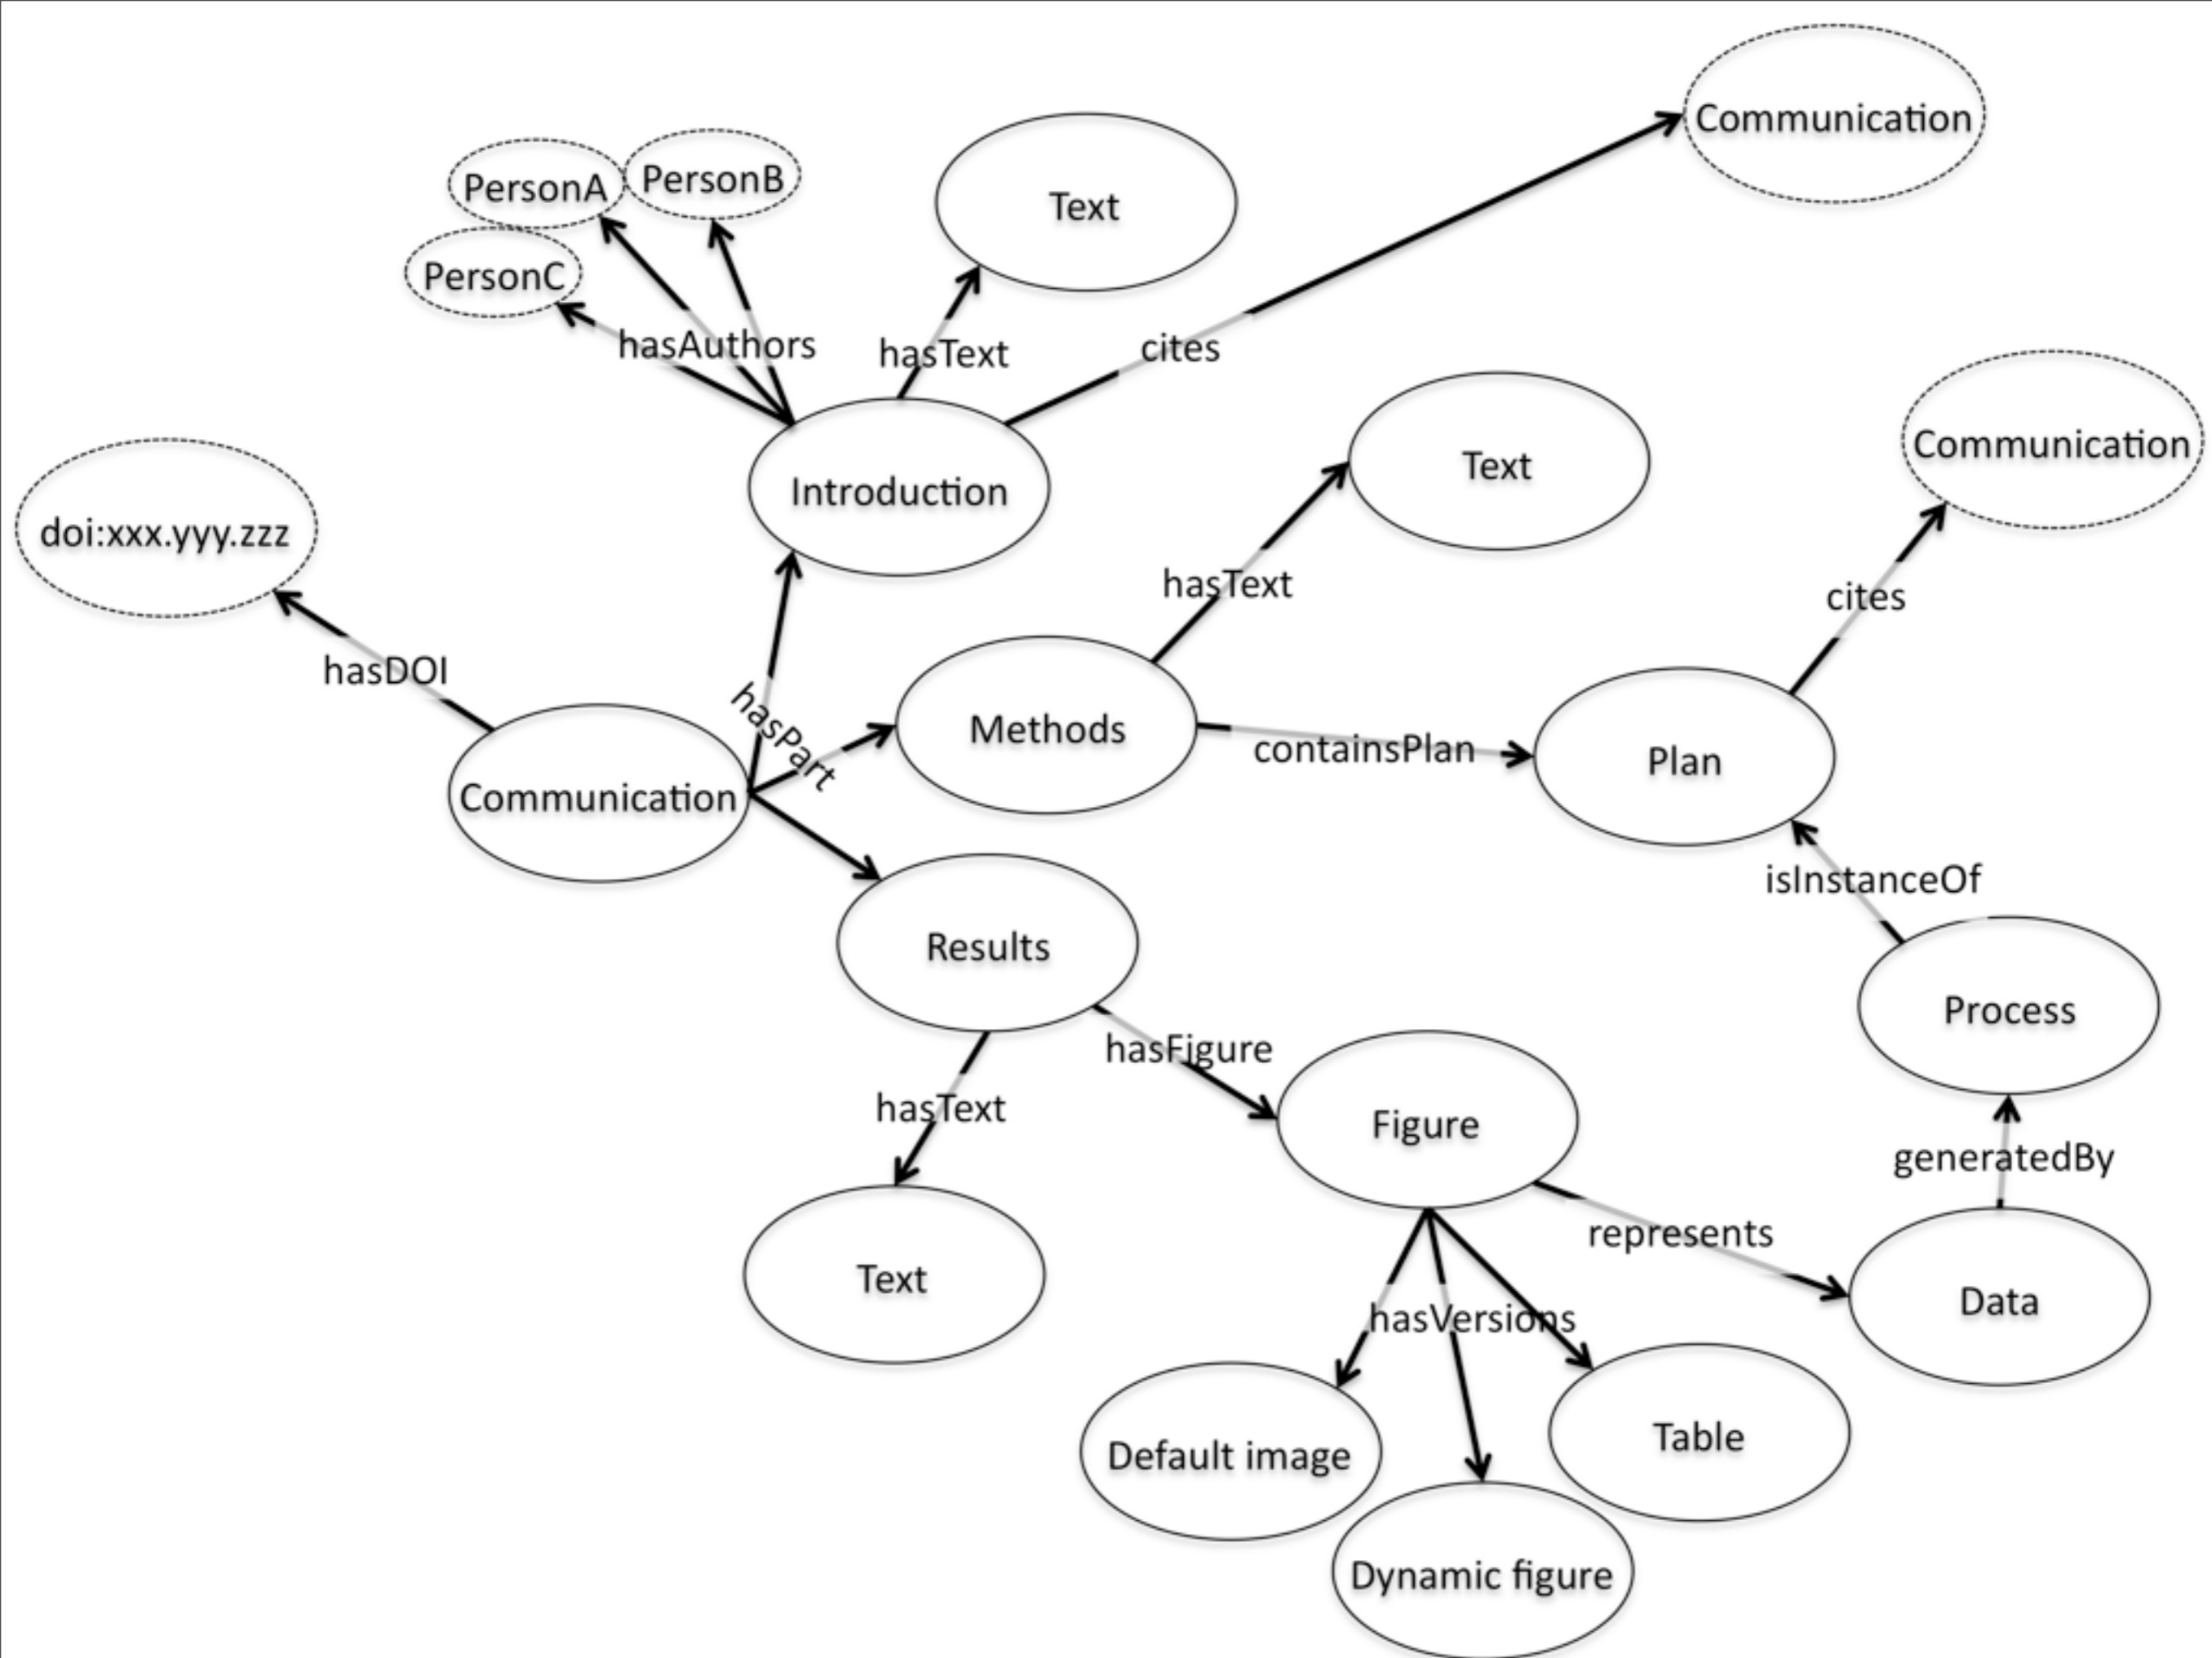 Communication
PersonA
PersonB
Text
PersonC
hasAuthors
hasText
cites
Communication
Text
Introduction
doi:xxx.yyy.zzz
hasText
cites
hasDOI
hasPart
Methods
containsPlan
Plan
Communication
isInstanceOf
Results
Process
hasFigure
hasText
Figure
generatedBy
represents
Text
Data
hasVersions
Table
Default image
Dynamic figure